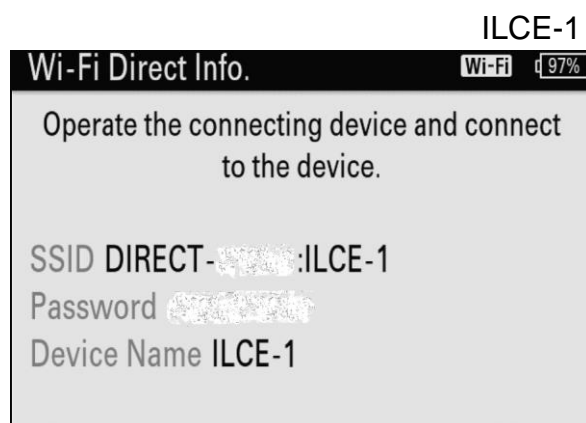 ILCE-1
Wi-Fi Direct Info. Wi-Fi 97%
Operate the connecting device and connect
to the device.
SSID DIRECT- :ILCE-1
Password
Device Name ILCE-1